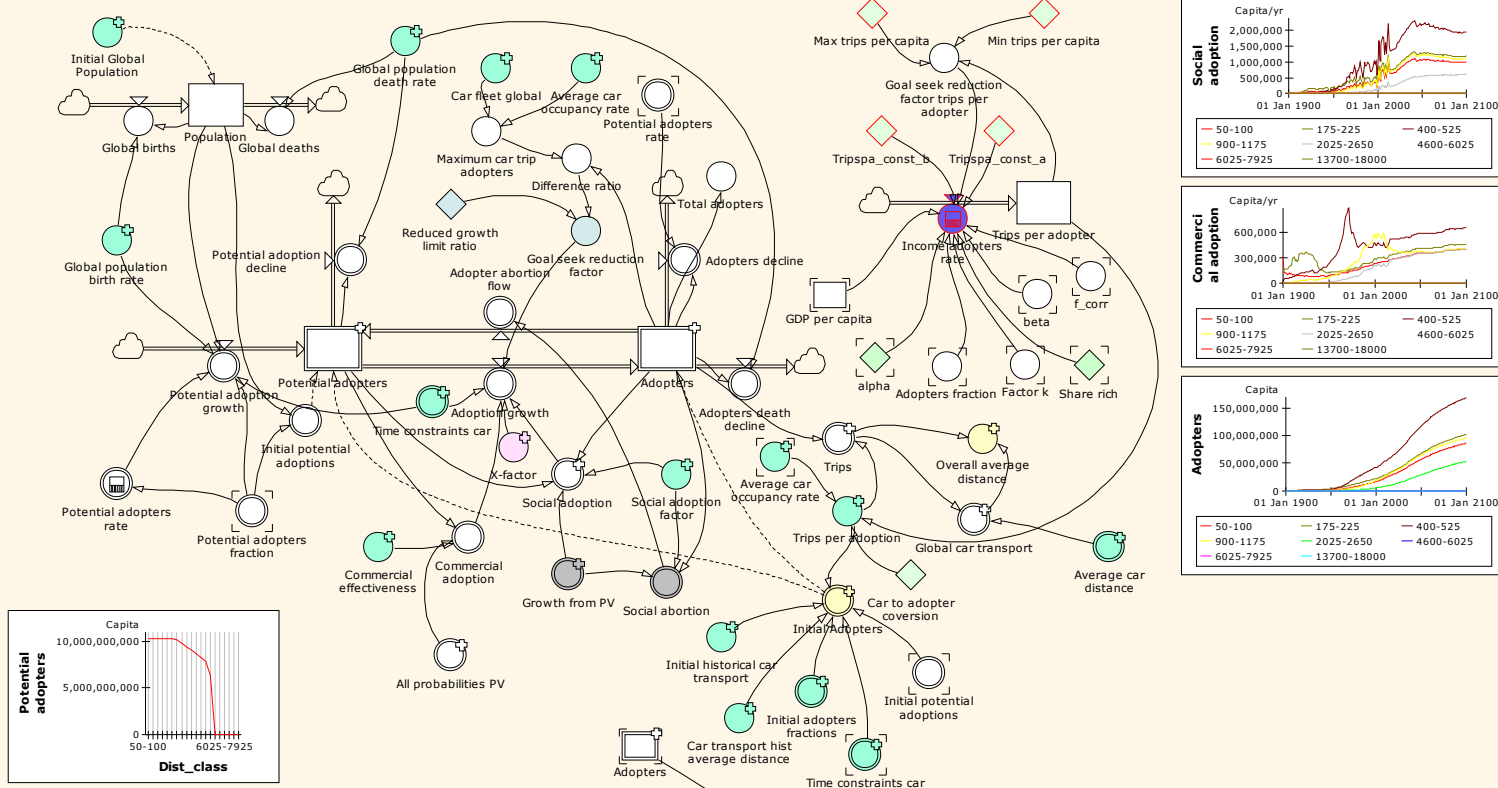 Initial Global
Population
Global population
death rate
Population
Global births
Global deaths
Global population
birth rate
Car fleet global
Average car
occupancy rate
Potential adopters
rate
Maximum car trip
adopters
Difference ratio
Total adopters
Reduced growth
limit ratio
Goal seek reduction
factor
Potential adoption
decline
Adopter abortion
flow
Adopters decline
Potential adopters
Adopters
Potential adoption
growth
Time constraints car
Adoption growth
Adopters death
decline
Initial potential
adoptions
X-factor
Social adoption
Social adoption
factor
Potential adopters
rate
Potential adopters
fraction
Commercial
effectiveness
Commercial
adoption
Growth from PV
Social abortion
All probabilities PV
Max trips per capita
Min trips per capita
Goal seek reduction
factor trips per
adopter
Tripspa_const_b
Tripspa_const_a
Income adopters
rate
Trips per adopter
GDP per capita
f_corr
beta
alpha
Adopters fraction
Factor k
Share rich
Trips
Overall average
distance
Average car
occupancy rate
Trips per adoption
Global car transport
Average car
distance
Car to adopter
coversion
Initial Adopters
Initial historical car
transport
Initial potential
adoptions
Initial adopters
fractions
Car transport hist
average distance
Time constraints car
Adopters
Potential
adopters
Capita
10,000,000,000
5,000,000,000
0
50-100
6025-7925
Dist_class
Social
adoption
Capita/yr
2,000,000
1,500,000
1,000,000
500,000
0
01 Jan 1900
01 Jan 2000
01 Jan 2100
50-100
175-225
400-525
900-1175
2025-2650
4600-6025
6025-7925
13700-18000
Commerci
al adoption
Capita/yr
600,000
300,000
0
01 Jan 1900
01 Jan 2000
01 Jan 2100
50-100
175-225
400-525
900-1175
2025-2650
4600-6025
6025-7925
13700-18000
Adopters
Capita
150,000,000
100,000,000
50,000,000
0
01 Jan 1900
01 Jan 2000
01 Jan 2100
50-100
175-225
400-525
900-1175
2025-2650
4600-6025
6025-7925
13700-18000